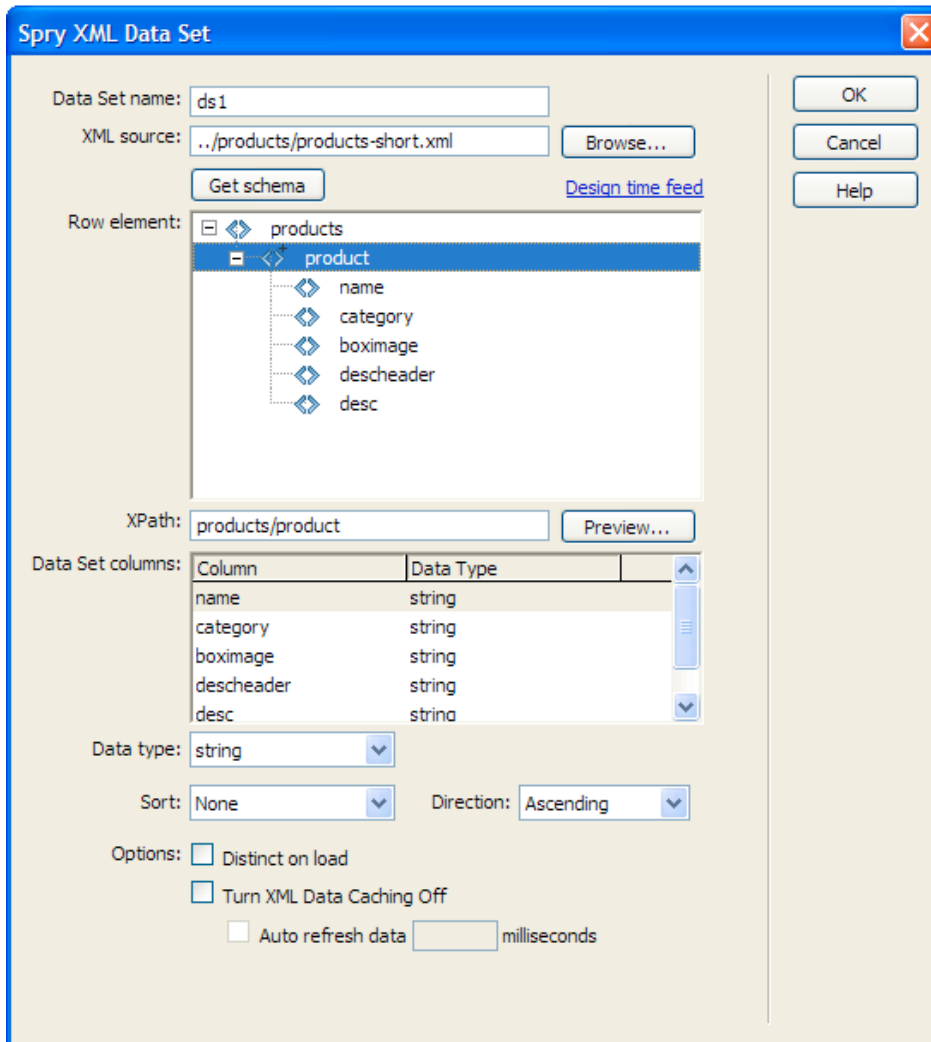 Spry XML Data Set
Data Set name: ds1
OK
XML source: ../products/products-short.xml Browse...
Cancel
Get schema Design time feed
Help
Row element: products
product
name
category
boximage
descheader
desc
XPath: products/product Preview...
Data Set columns: Column Data Type
name string
category string
boximage string
descheader string
desc string
Data type: string
Sort: None Direction: Ascending
Options: Distinct on load
Turn XML Data Caching Off
Auto refresh data milliseconds